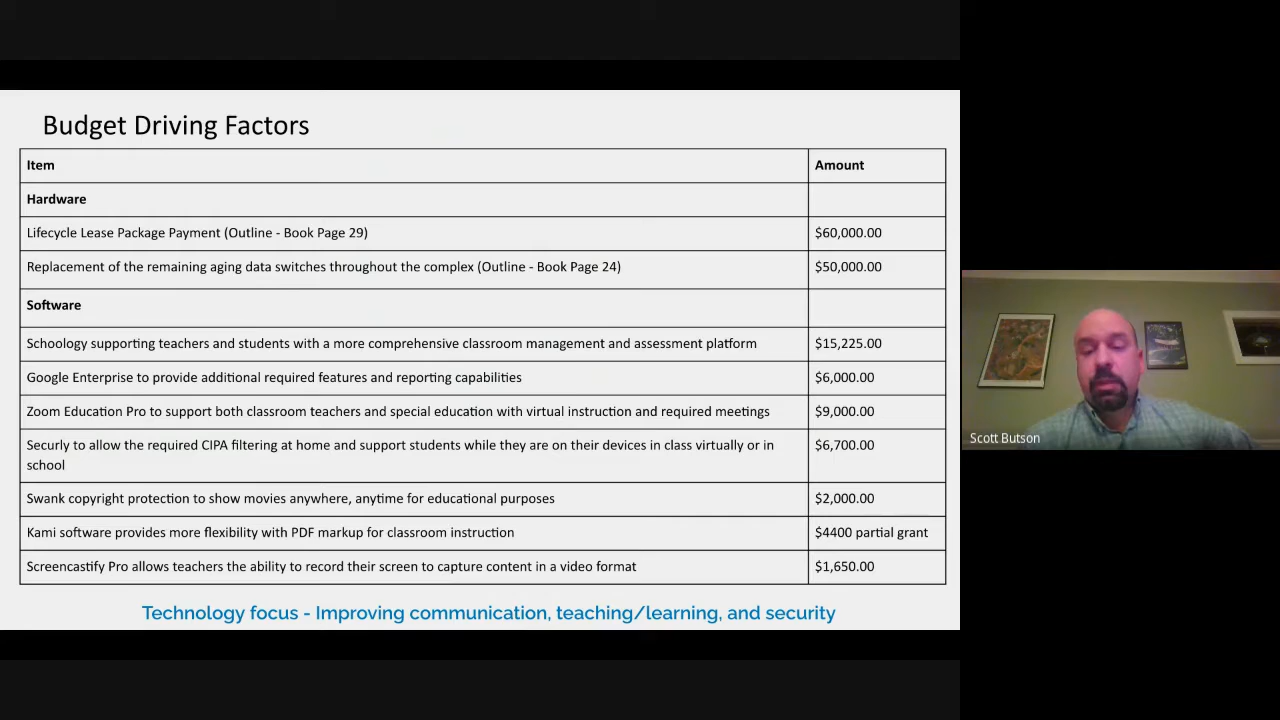 Budget Driving Factors
Item Amount
Hardware
Lifecycle Lease Package Payment (Outline - Book Page 29) $60,000.00
Replacement of the remaining aging data switches throughout the complex (Outline - Book Page 24) $50,000.00
Software
Schoology supporting teachers and students with a more comprehensive classroom management and assessment platform $15,225.00
Google Enterprise to provide additional required features and reporting capabilities $6,000.00
Zoom Education Pro to support both classroom teachers and special education with virtual instruction and required meetings $9,000.00
Securly to allow the required CIPA filtering at home and support students while they are on their devices in class virtually or in $6,700.00
school
Swank copyright protection to show movies anywhere, anytime for educational purposes $2,000.00
Kami software provides more flexibility with PDF markup for classroom instruction $4400 partial grant
Screencastify Pro allows teachers the ability to record their screen to capture content in a video format $1,650.00
Technology focus - Improving communication, teaching/learning, and security
Scott Butson